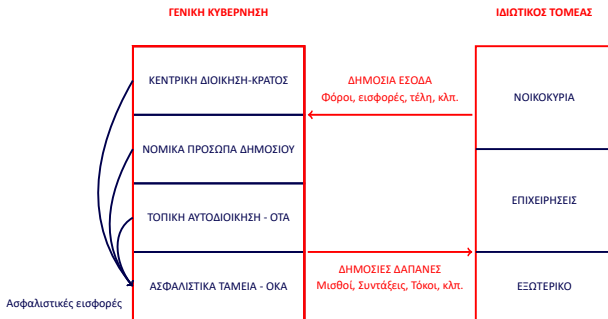 ΓΕΝΙΚΗ ΚΥΒΕΡΝΗΣΗ
ΙΔΙΩΤΙΚΟΣ ΤΟΜΕΑΣ
ΚΕΝΤΡΙΚΗ ΔΙΟΙΚΗΣΗ-ΚΡΑΤΟΣ
ΝΟΜΙΚΑ ΠΡΟΣΩΠΑ ΔΗΜΟΣΙΟΥ
ΤΟΠΙΚΗ ΑΥΤΟΔΙΟΙΚΗΣΗ - ΟΤΑ
ΑΣΦΑΛΙΣΤΙΚΑ ΤΑΜΕΙΑ - ΟΚΑ
Ασφαλιστικές εισφορές
ΔΗΜΟΣΙΑ ΕΣΟΔΑ
Φόροι, εισφορές, τέλη, κλπ.
ΔΗΜΟΣΙΕΣ ΔΑΠΑΝΕΣ
Μισθοί, Συντάξεις, Τόκοι, κλπ.
ΝΟΙΚΟΚΥΡΙΑ
ΕΠΙΧΕΙΡΗΣΕΙΣ
ΕΞΩΤΕΡΙΚΟ